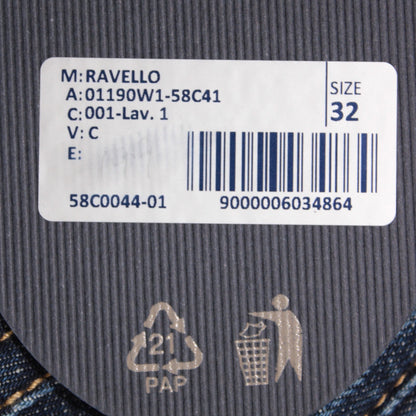 M: RAVELLO
A: 01190W1-58C41
C: 001-Lav. 1
V: C
E:
SIZE
32
58C0044-01
9000006034864
21
PAP